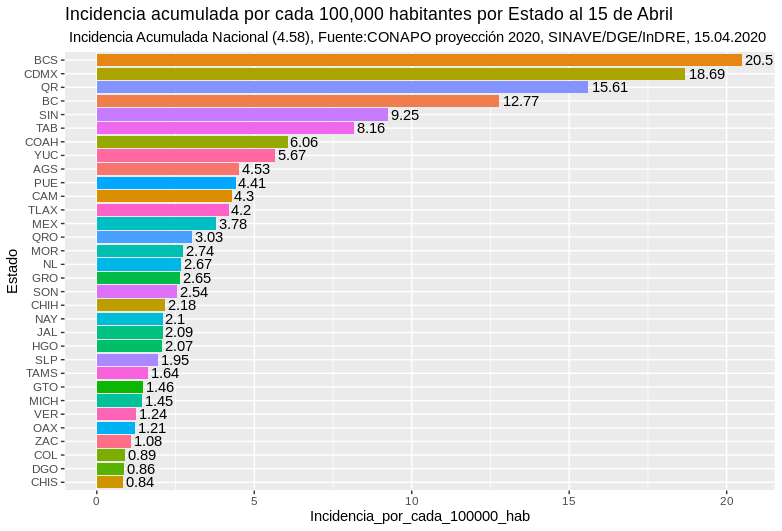 Incidencia acumulada por cada 100,000 habitantes por Estado al 15 de Abril
Incidencia Acumulada Nacional (4.58), Fuente:CONAPO proyección 2020, SINAVE/DGE/InDRE, 15.04.2020
Estado
BCS 20.5
CDMX 18.69
QR 15.61
BC 12.77
SIN 9.25
TAB 8.16
COAH 6.06
YUC 5.67
AGS 4.53
PUE 4.41
CAM 4.3
TLAX 4.2
MEX 3.78
QRO 3.03
MOR 2.74
NL 2.67
GRO 2.65
SON 2.54
CHIH 2.18
NAY 2.1
JAL 2.09
HGO 2.07
SLP 1.95
TAMS 1.64
GTO 1.46
MICH 1.45
VER 1.24
OAX 1.21
ZAC 1.08
COL 0.89
DGO 0.86
CHIS 0.84
0 5 10 15 20
Incidencia_por_cada_100000_hab